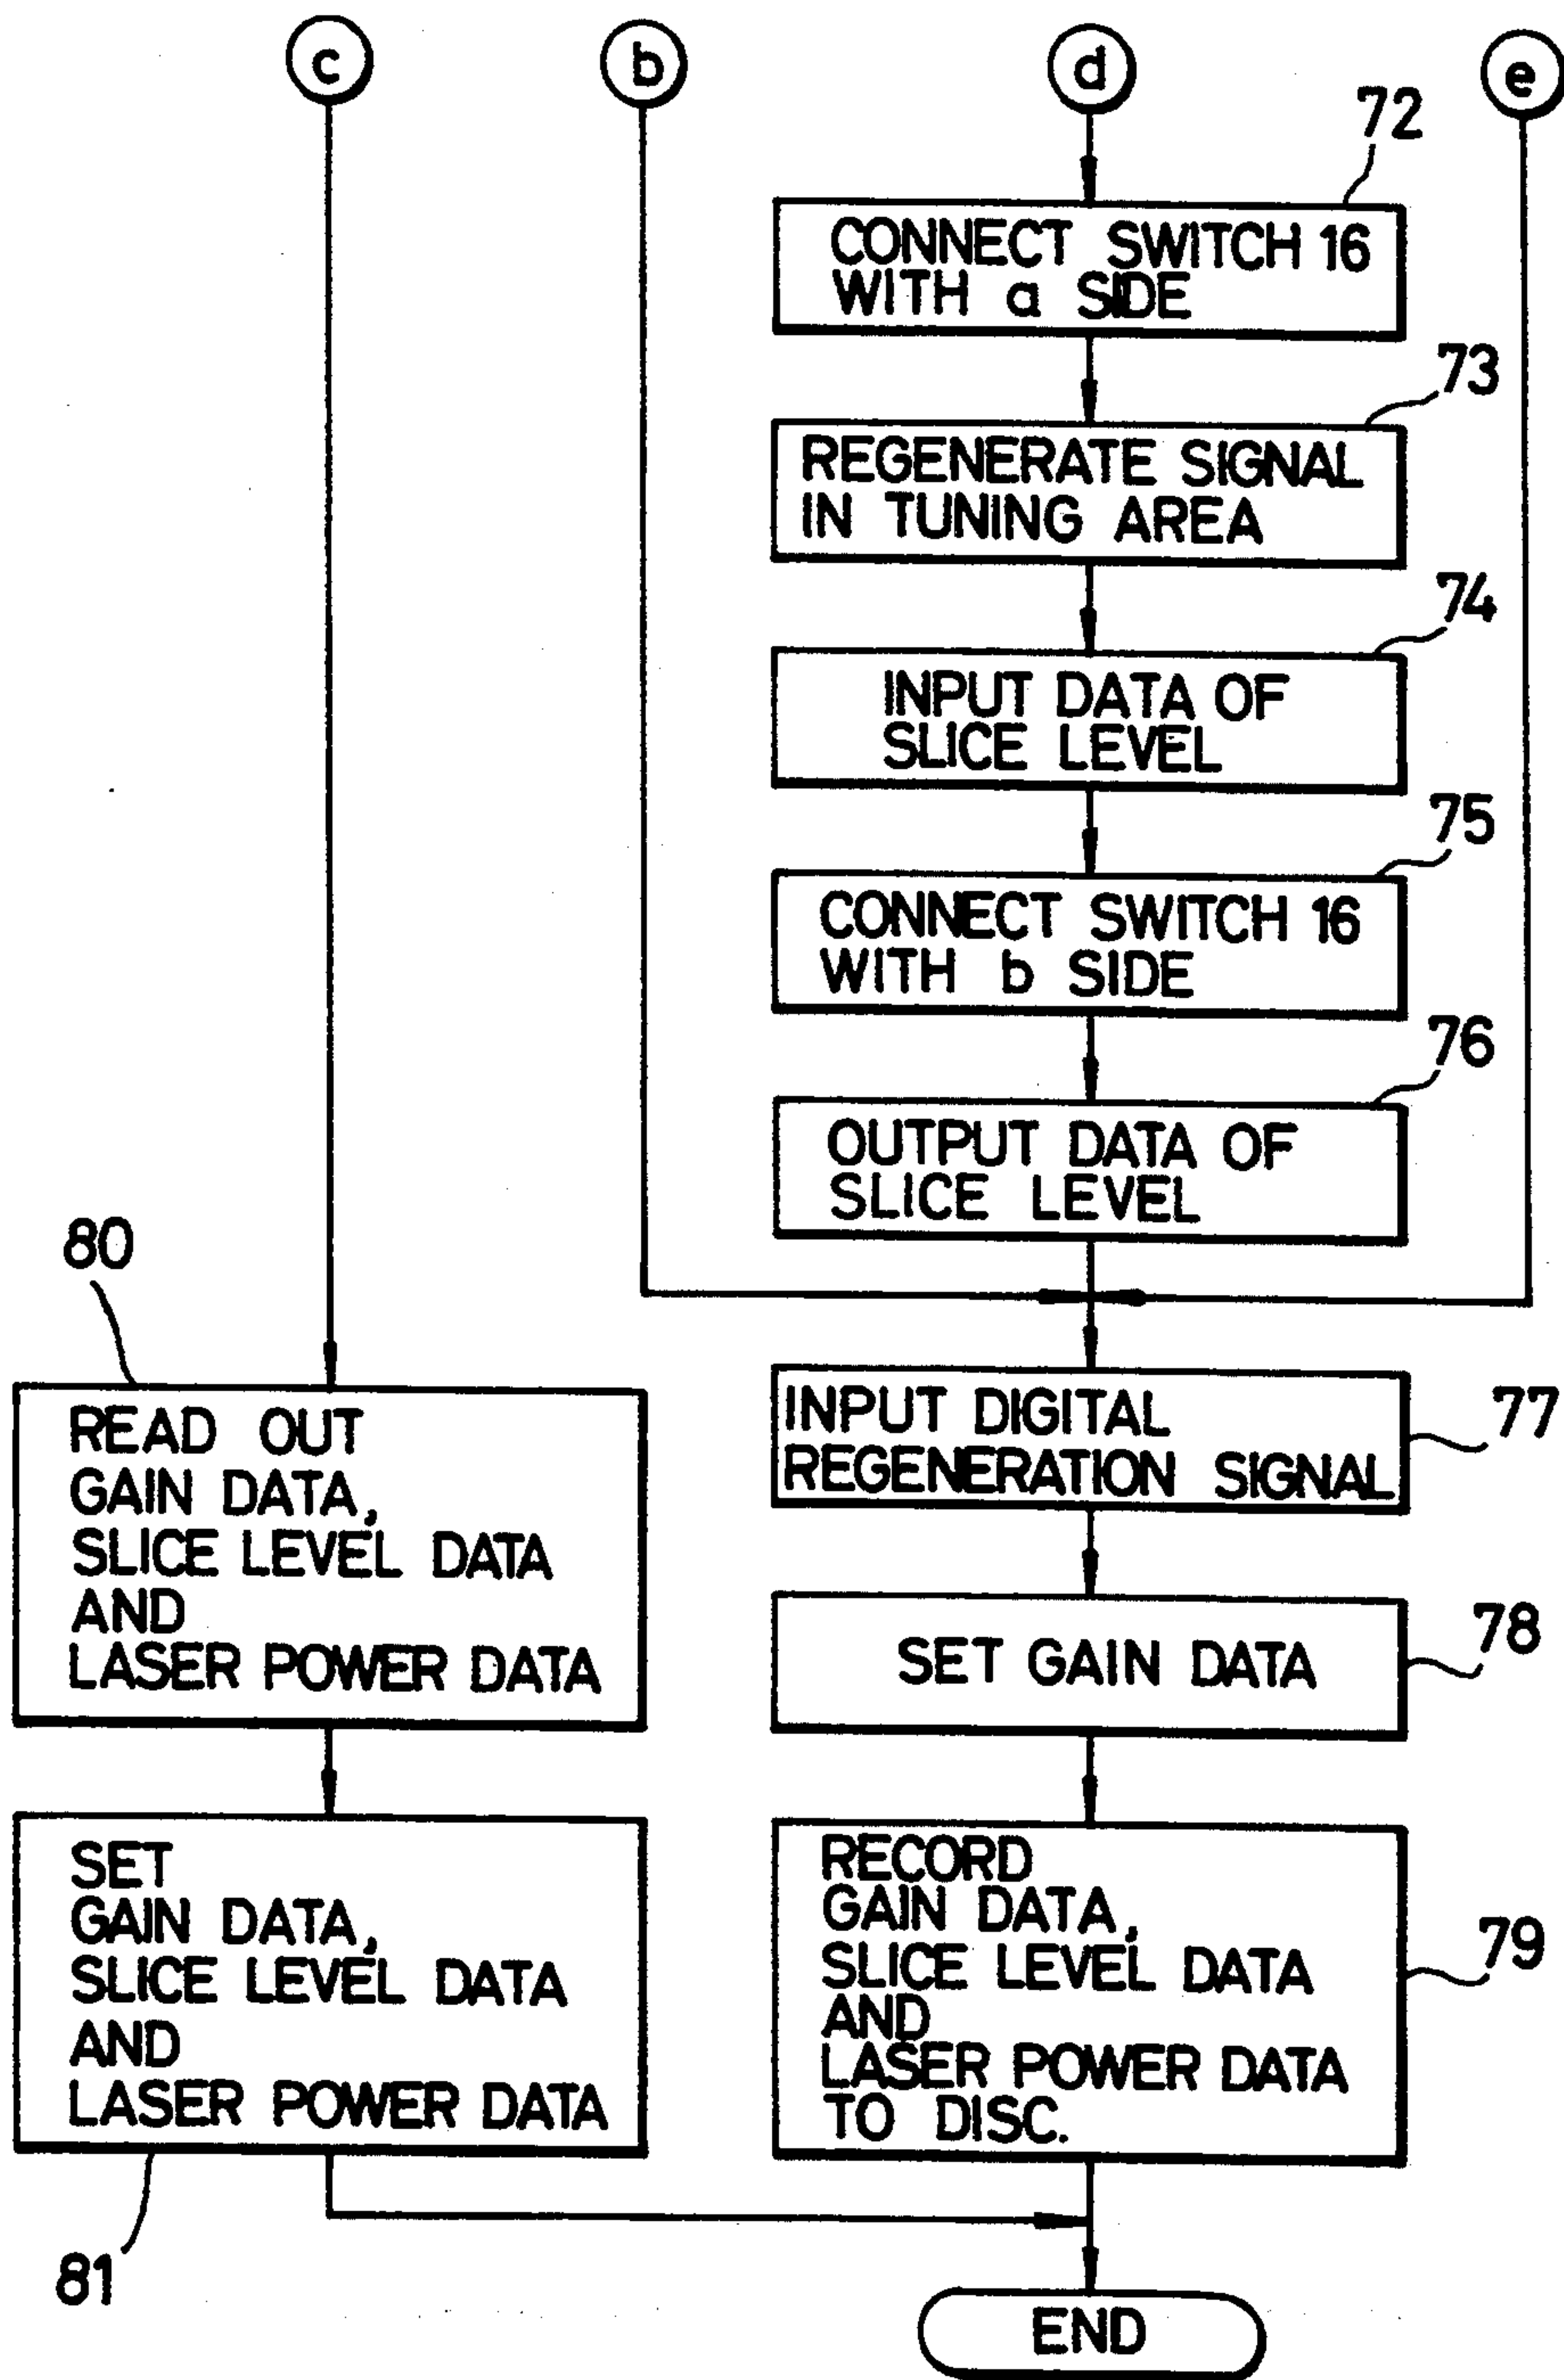 c
b
d
e
72
CONNECT SWITCH 16
WITH a SIDE
73
REGENERATE SIGNAL
IN TUNING AREA
74
INPUT DATA OF
SLICE LEVEL
75
CONNECT SWITCH 16
WITH b SIDE
76
OUTPUT DATA OF
SLICE LEVEL
80
READ OUT
GAIN DATA,
SLICE LEVEL DATA
AND
LASER POWER DATA
77
INPUT DIGITAL
REGENERATION SIGNAL
78
SET GAIN DATA
SET
GAIN DATA,
SLICE LEVEL DATA
AND
LASER POWER DATA
81
79
RECORD
GAIN DATA,
SLICE LEVEL DATA
AND
LASER POWER DATA
TO DISC.
END